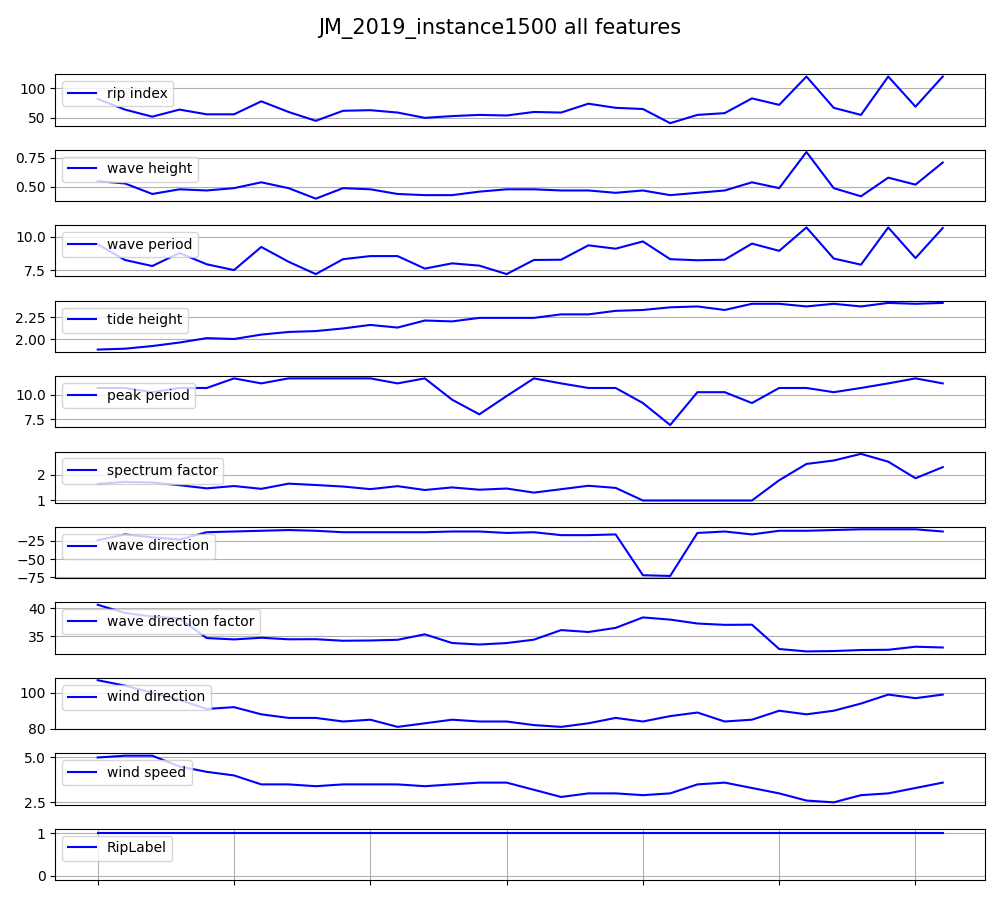 JM_2019_instance1500 all features
100
50
rip index
0.75
0.50
wave height
10.0
7.5
wave period
2.25
2.00
tide height
10.0
7.5
peak period
2
1
spectrum factor
−25
−50
−75
wave direction
40
35
wave direction factor
100
80
wind direction
5.0
2.5
wind speed
1
0
RipLabel